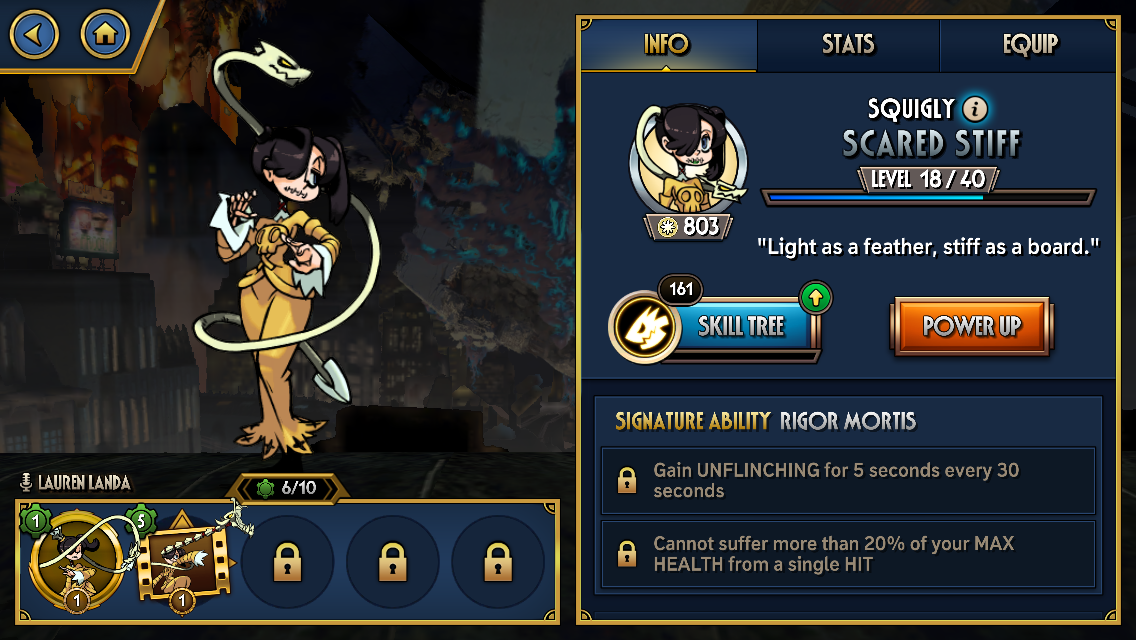 INFO
STATS
EQUIP
SQUIGLY i
SCARED STIFF
LEVEL 18 / 40
803
"Light as a feather, stiff as a board."
161
SKILL TREE
POWER UP
SIGNATURE ABILITY RIGOR MORTIS
Gain UNFLINCHING for 5 seconds every 30
seconds
Cannot suffer more than 20% of your MAX
HEALTH from a single HIT
LAUREN LANDA
6/10
1
5
1
1